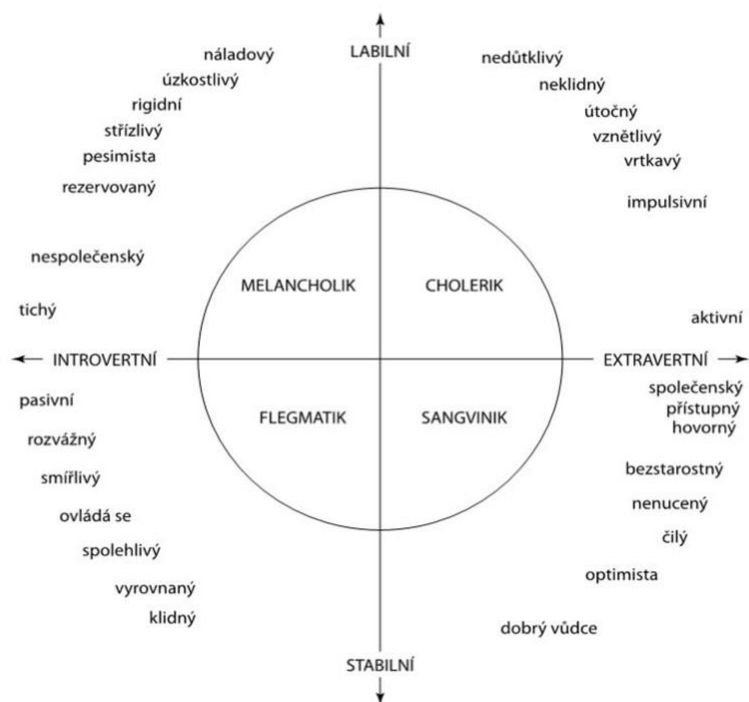 LABILNÍ
náladový
úzkostlivý
rigidní
střízlivý
pesimista
rezervovaný
nespolečenský
tichý
nedůtklivý
neklidný
útočný
vznětlivý
vrtkavý
impulsivní
aktivní
MELANCHOLIK
CHOLERIK
INTROVERTNÍ
EXTRAVERTNÍ
FLEGMATIK
SANGVINIK
pasivní
rozvážný
smířlivý
ovládá se
spolehlivý
vyrovnaný
klidný
společenský
přístupný
hovorný
bezstarostný
nenucený
čilý
optimista
dobrý vůdce
STABILNÍ